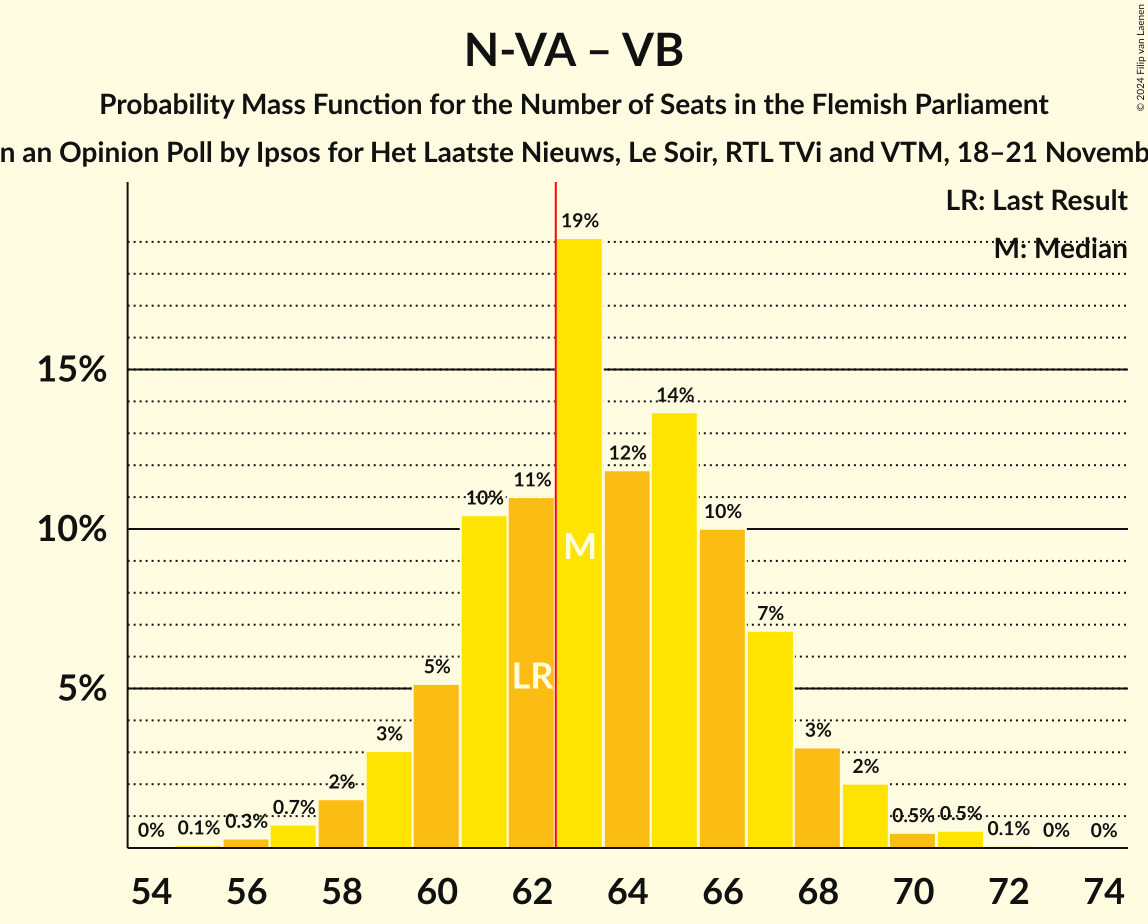 © 2024 Filip van Laenen
N-VA – VB
Probability Mass Function for the Number of Seats in the Flemish Parliament
n an Opinion Poll by Ipsos for Het Laatste Nieuws, Le Soir, RTL TVi and VTM, 18–21 Novemb
LR: Last Result
M: Median
15%
10%
5%
0% 0.1% 0.3% 0.7% 2% 3% 5% 10% 11% 19% 12% 14% 10% 7% 3% 2% 0.5% 0.5% 0.1% 0% 0%
M
LR
54 56 58 60 62 64 66 68 70 72 74